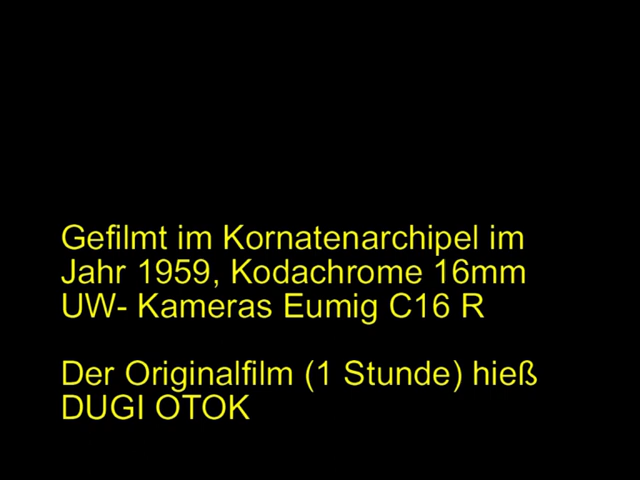 Gefilmt im Kornatenarchipel im
Jahr 1959, Kodachrome 16mm
UW- Kameras Eumig C16 R
Der Originalfilm (1 Stunde) hieß
DUGI OTOK